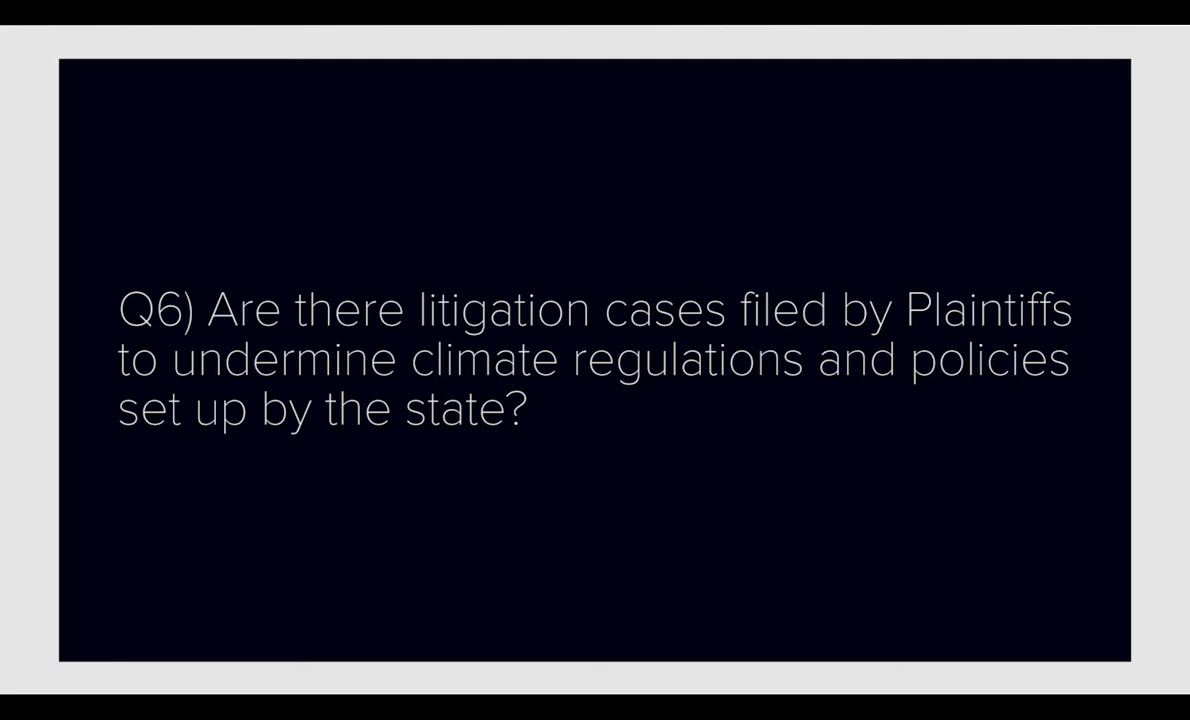 Q6) Are there litigation cases filed by Plaintiffs
to undermine climate regulations and policies
set up by the state?